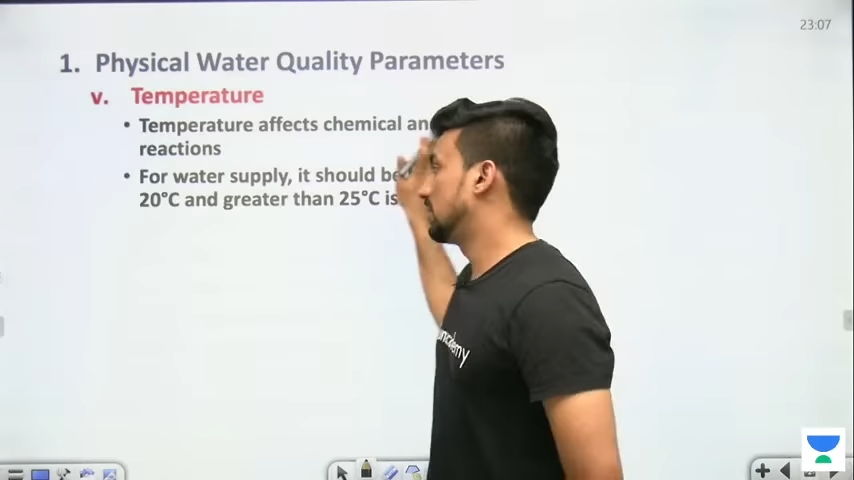 23:07
1. Physical Water Quality Parameters
v. Temperature
• Temperature affects chemical an
reactions
• For water supply, it should be
20°C and greater than 25°C is
unacademy